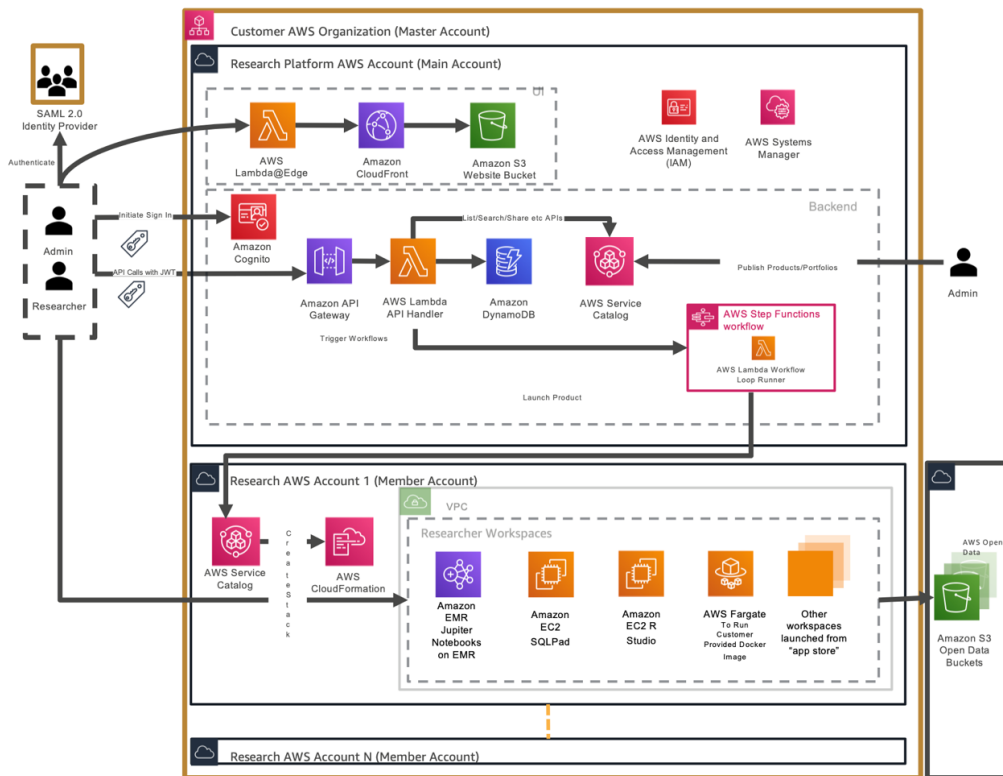 Customer AWS Organization (Master Account)
Research Platform AWS Account (Main Account)
UI
SAML 2.0
Identity Provider
Authenticate
AWS
Lambda@Edge
Amazon
CloudFront
Amazon S3
Website Bucket
AWS Identity and
Access Management
(IAM)
AWS Systems
Manager
Backend
Admin
Researcher
Initiate Sign In
API Calls with JWT
Amazon
Cognito
List/Search/Share etc APIs
Amazon API
Gateway
AWS Lambda
API Handler
Amazon
DynamoDB
AWS Service
Catalog
Publish Products/Portfolios
Admin
Trigger Workflows
AWS Step Functions
workflow
AWS Lambda Workflow
Loop Runner
Launch Product
Research AWS Account 1 (Member Account)
VPC
Researcher Workspaces
AWS Service
Catalog
CreateStack
AWS
CloudFormation
Amazon
EMR
Jupiter
Notebooks
on EMR
Amazon
EC2
SQLPad
Amazon
EC2 R
Studio
AWS Fargate
To Run
Customer
Provided Docker
Image
Other
workspaces
launched from
"app store"
AWS Open
Data
Amazon S3
Open Data
Buckets
Research AWS Account N (Member Account)